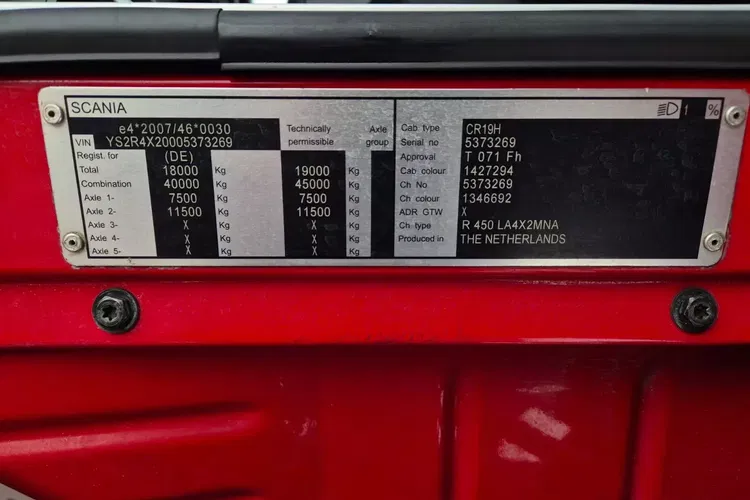 SCANIA 1 %
e4*2007/46*0030 Technically Axle Cab type CR19H
VIN YS2R4X20005373269 permissible group Serial no 5373269
Regist. for (DE) Approval T 071 Fh
Total 18000 Kg 19000 Kg Cab colour 1427294
Combination 40000 Kg 45000 Kg Ch No 5373269
Axle 1- 7500 Kg 7500 Kg Ch colour 1346692
Axle 2- 11500 Kg 11500 Kg ADR GTW X
Axle 3- X Kg X Kg Ch type R 450 LA4X2MNA
Axle 4- X Kg X Kg Produced in THE NETHERLANDS
Axle 5- X Kg X Kg